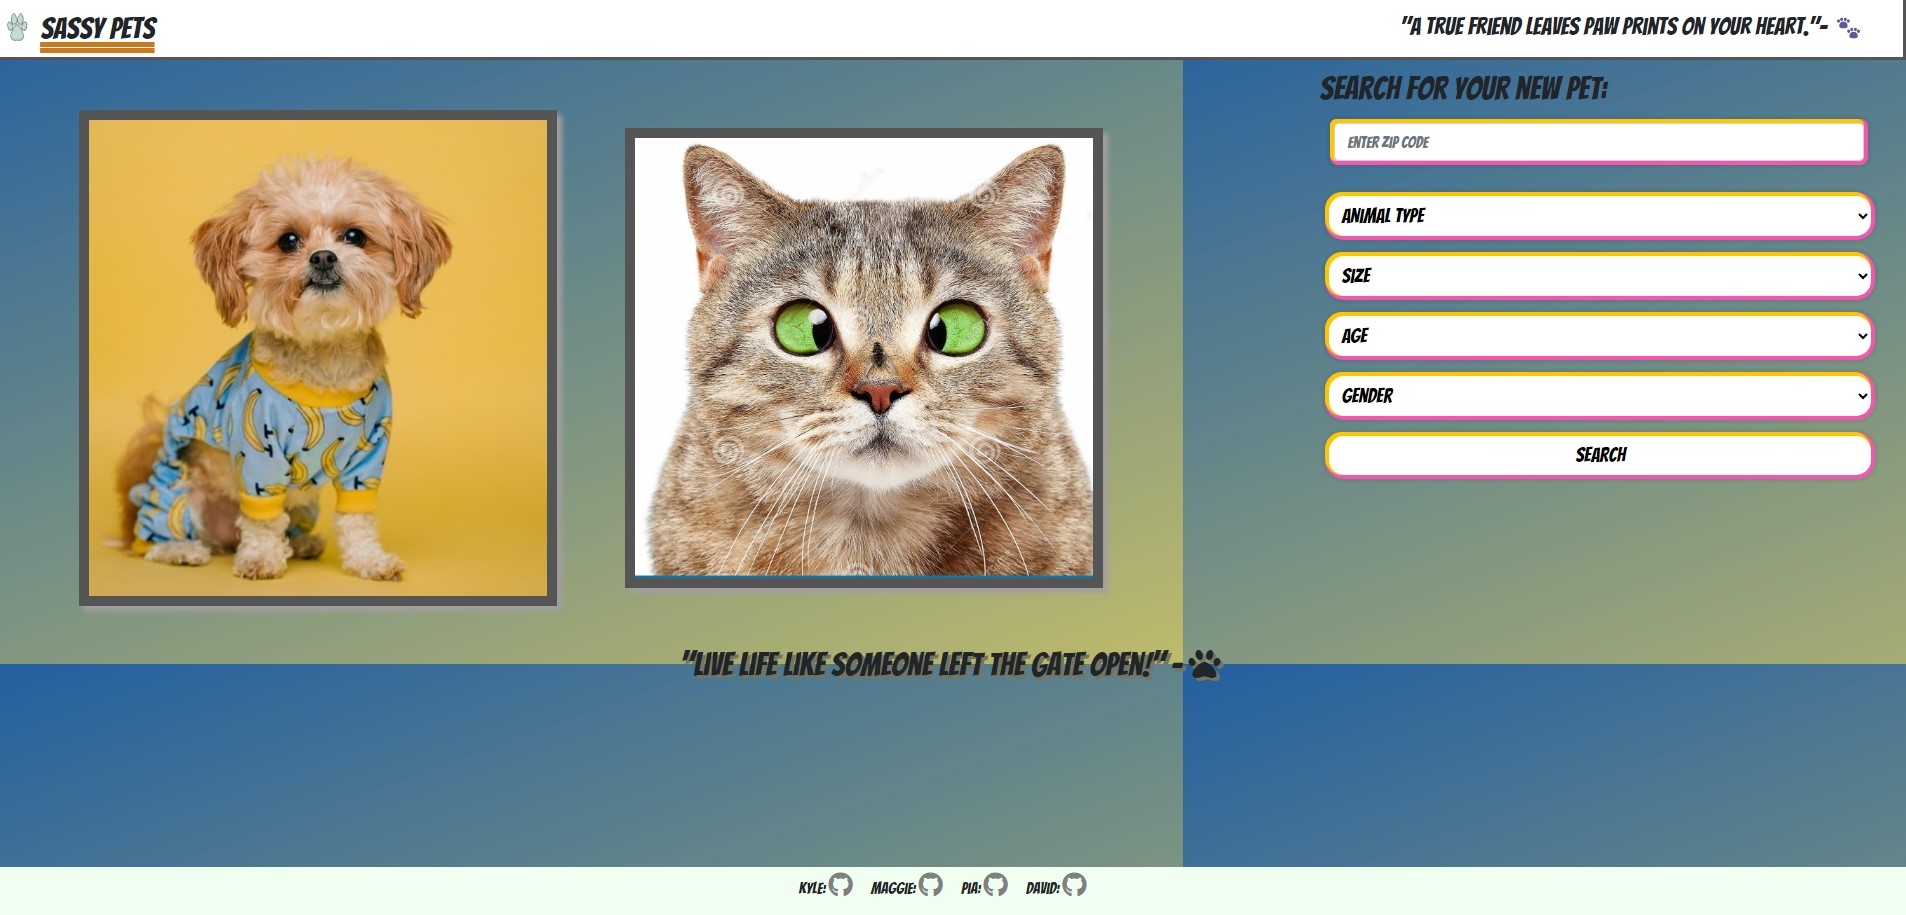 SASSY PETS
"A TRUE FRIEND LEAVES PAW PRINTS ON YOUR HEART."-
SEARCH FOR YOUR NEW PET:
ENTER ZIP CODE
ANIMAL TYPE
SIZE
AGE
GENDER
SEARCH
"LIVE LIFE LIKE SOMEONE LEFT THE GATE OPEN!" -
KYLE: MAGGIE: PIA: DAVID: